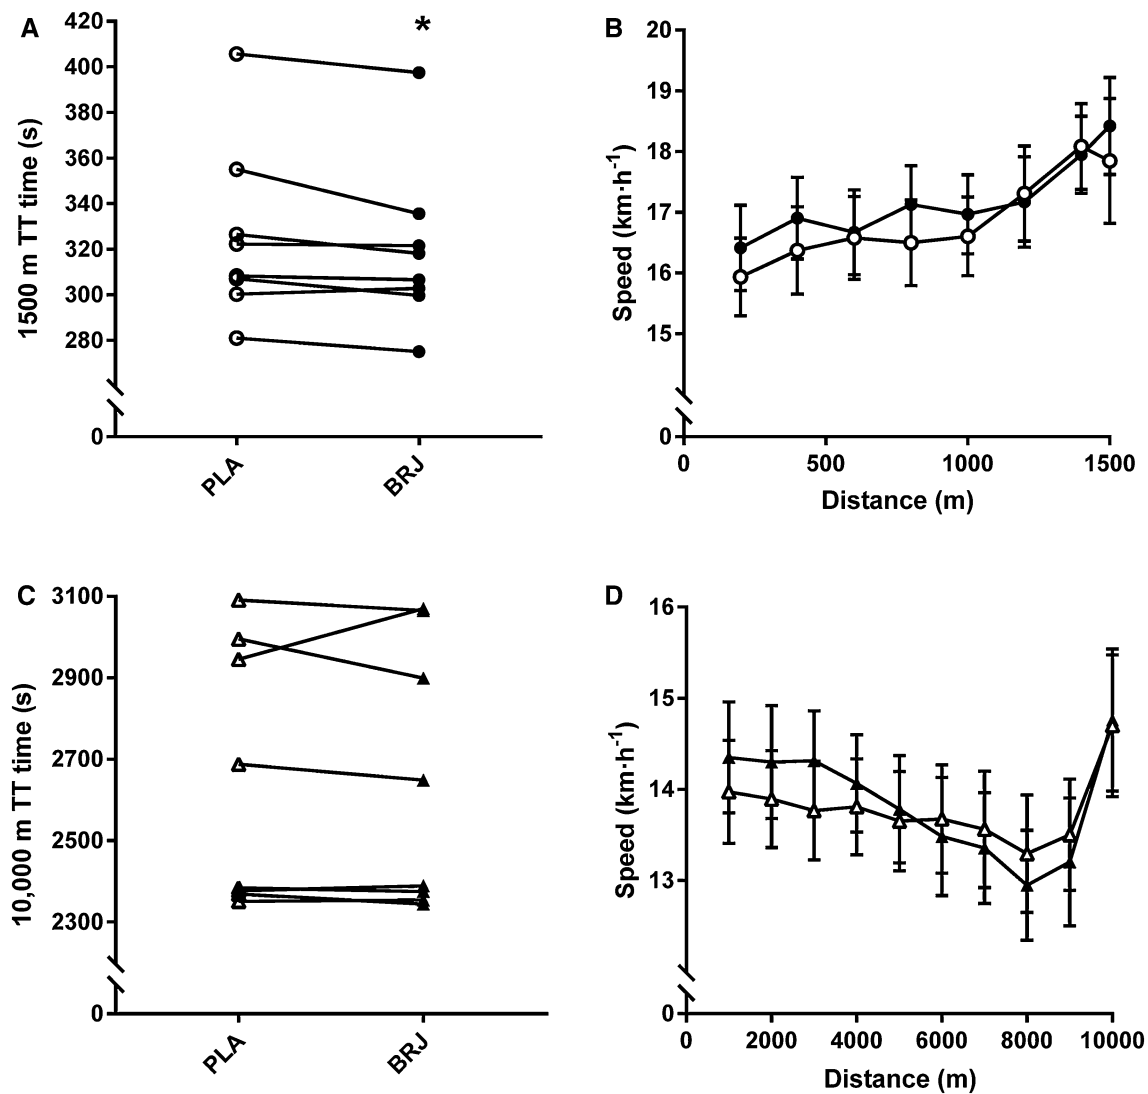 A
*
420
400
380
360
340
320
300
280
0
1500 m TT time (s)
PLA
BRJ
B
20
19
18
17
16
15
0
Speed (km·h⁻¹)
0 500 1000 1500
Distance (m)
C
3100
2900
2700
2500
2300
0
10,000 m TT time (s)
PLA
BRJ
D
16
15
14
13
0
Speed (km·h⁻¹)
0 2000 4000 6000 8000 10000
Distance (m)